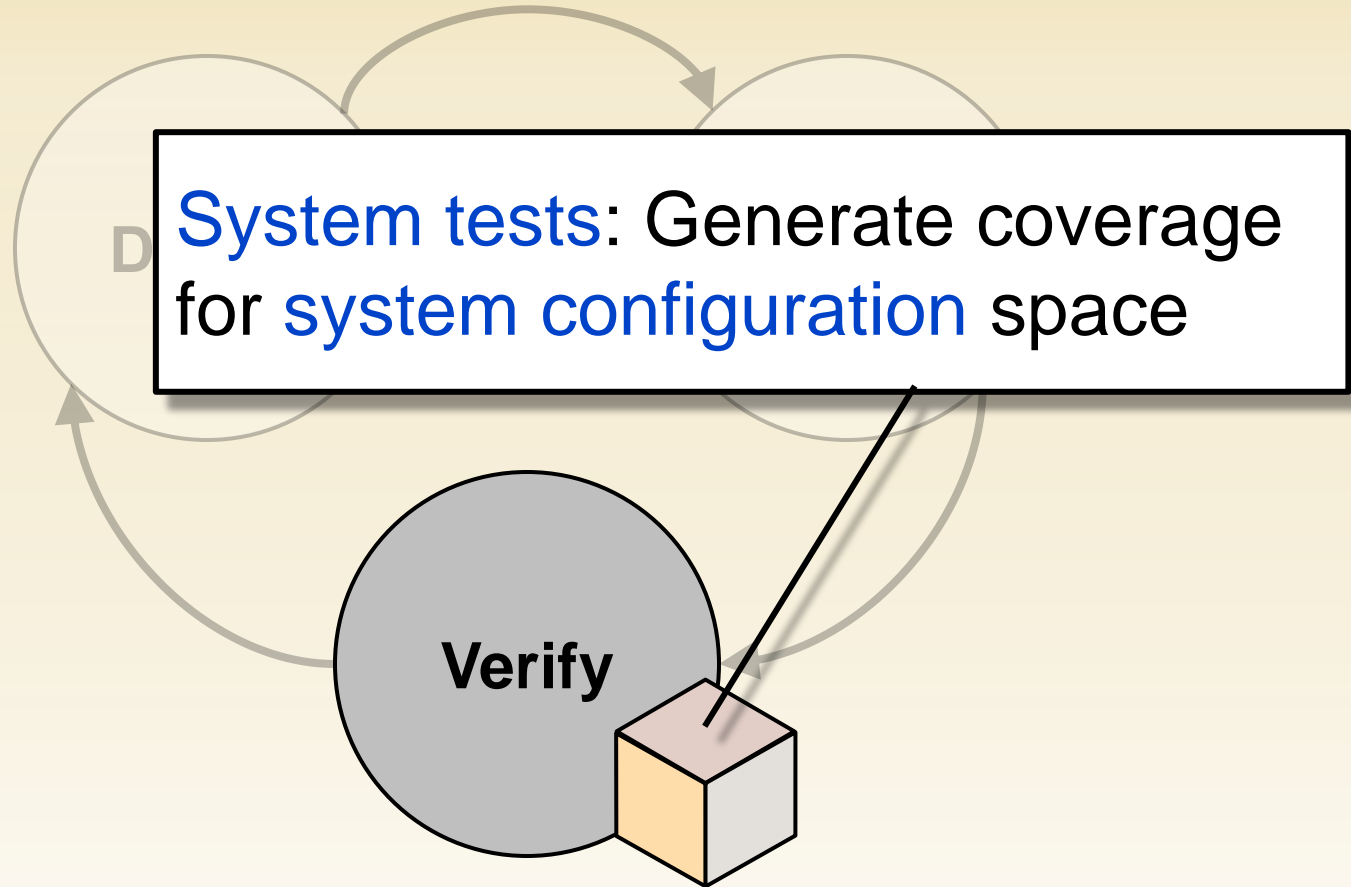 D
System tests: Generate coverage
for system configuration space
Verify